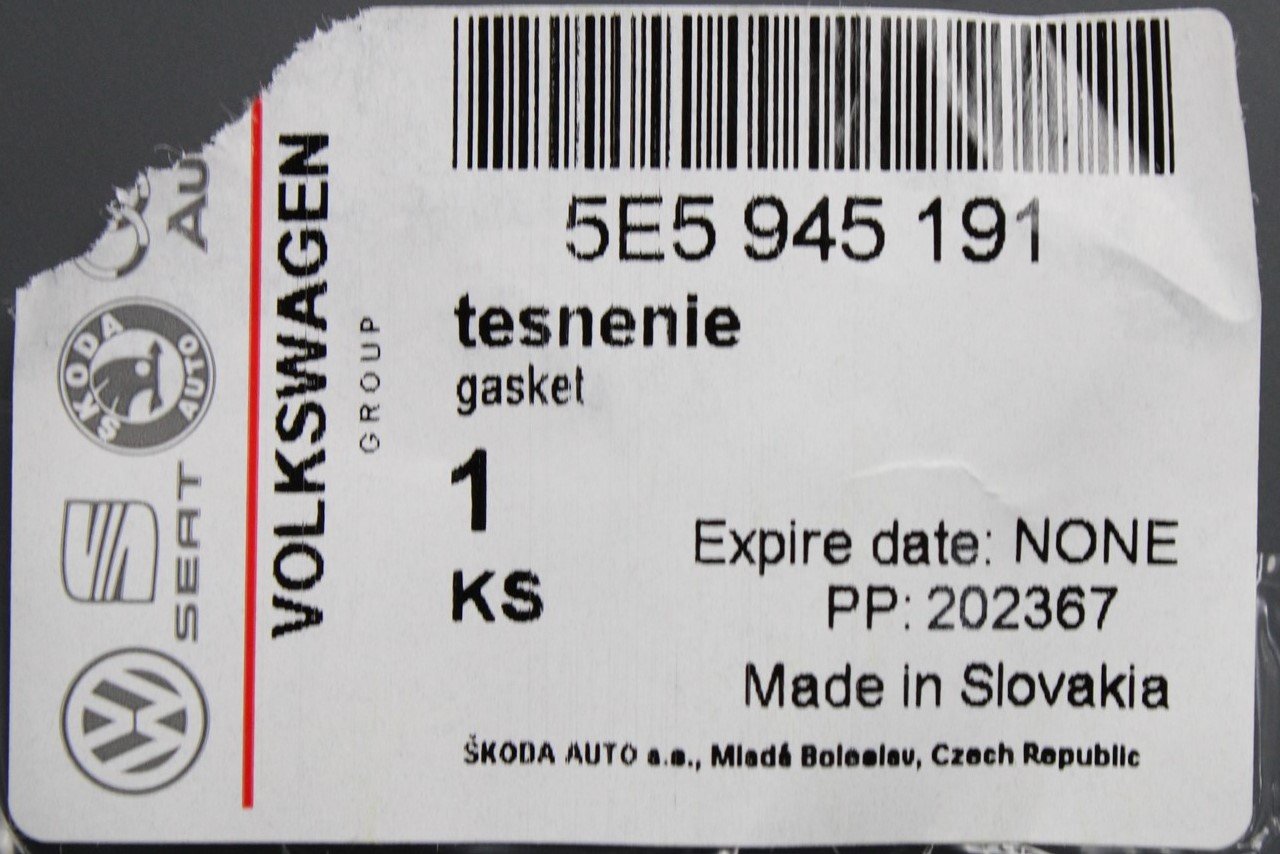 5E5 945 191
tesnenie
gasket
1
KS
Expire date: NONE
PP: 202367
Made in Slovakia
ŠKODA AUTO a.s., Mladá Boleslav, Czech Republic
VOLKSWAGEN
GROUP
AU
ŠKODA AUTO
SEAT